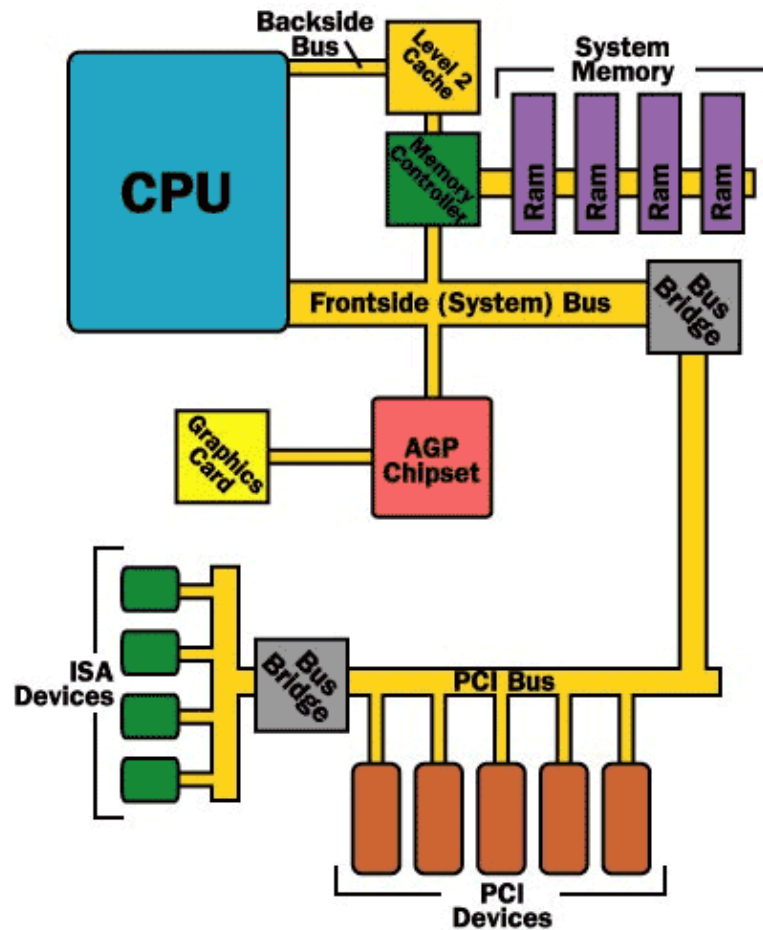 Backside
Bus
Level 2
Cache
System
Memory
CPU
Memory
Controller
Ram
Ram
Ram
Ram
Frontside (System) Bus
Bus
Bridge
Graphics
Card
AGP
Chipset
ISA
Devices
Bus
Bridge
PCI Bus
PCI
Devices